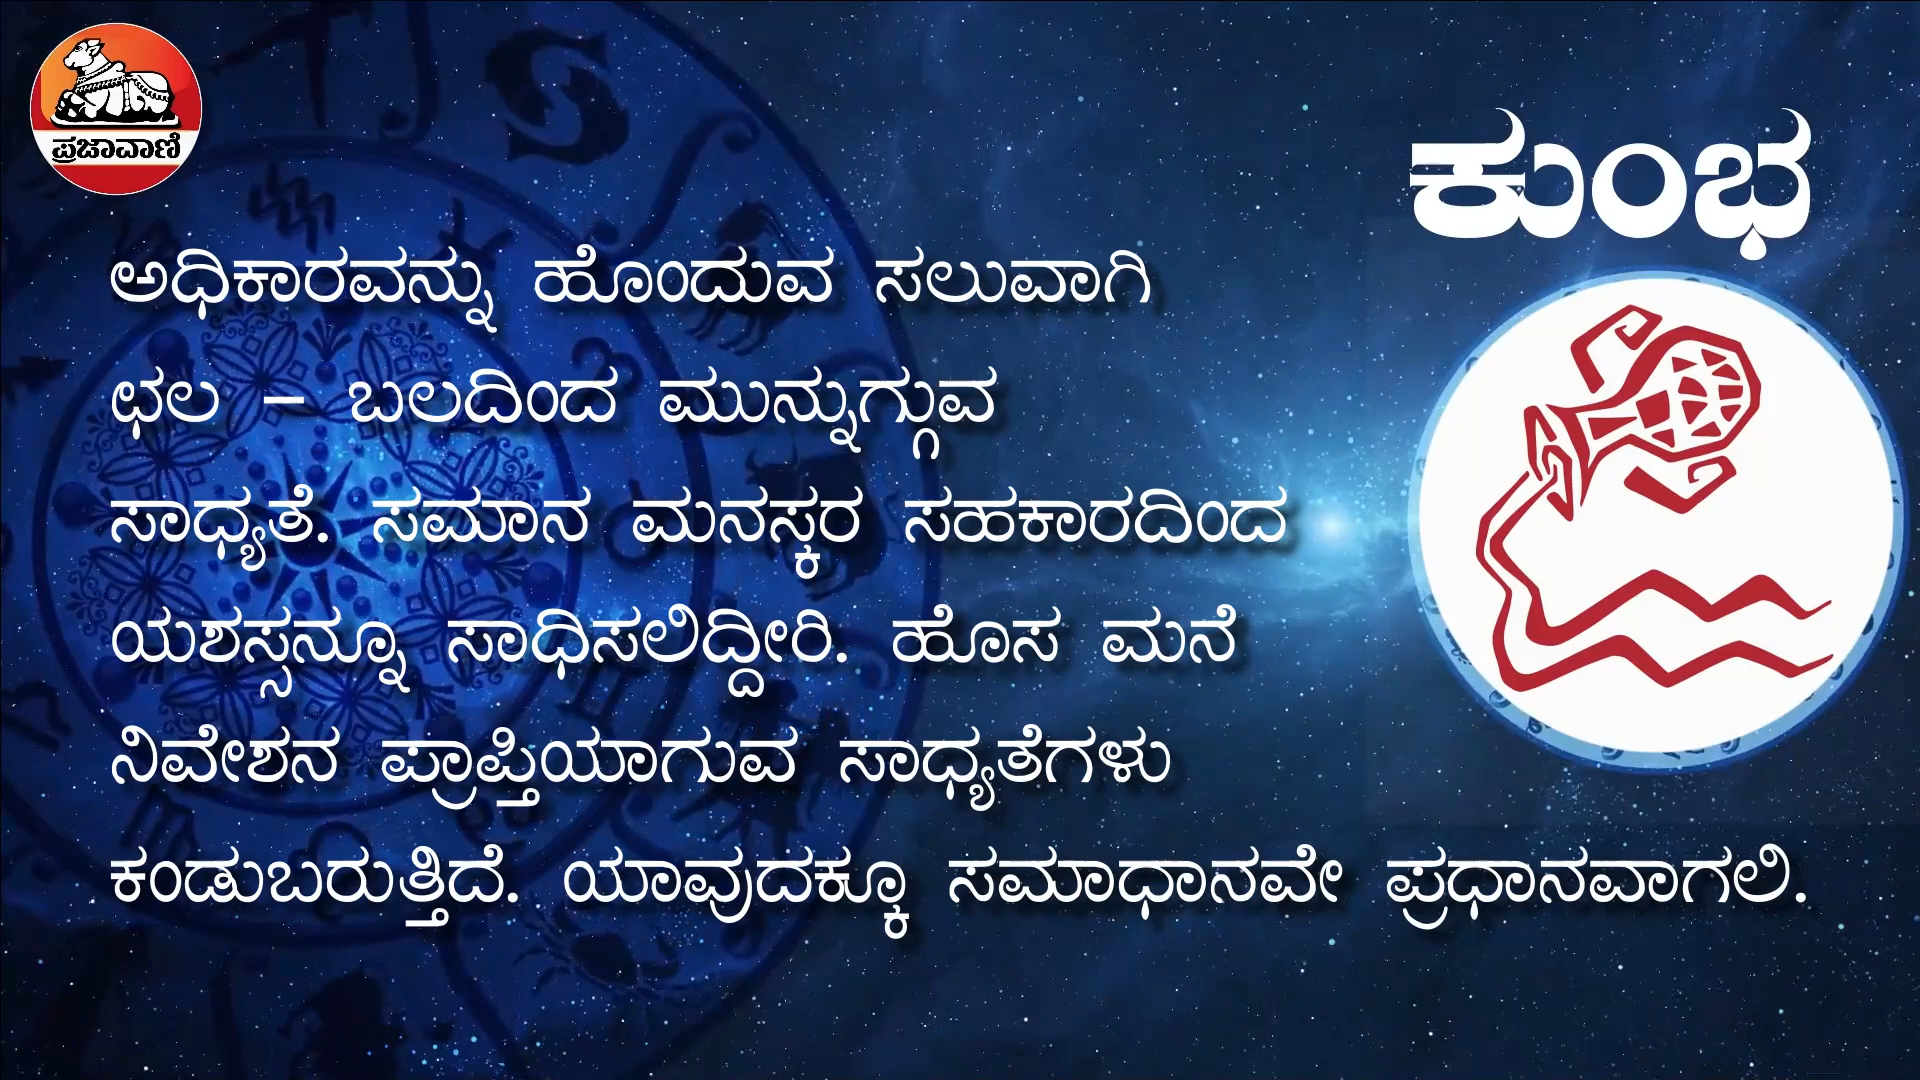 ಪ್ರಜಾವಾಣಿ
ಕುಂಭ
ಅಧಿಕಾರವನ್ನು ಹೊಂದುವ ಸಲುವಾಗಿ
ಛಲ – ಬಲದಿಂದ ಮುನ್ನುಗ್ಗುವ
ಸಾಧ್ಯತೆ. ಸಮಾನ ಮನಸ್ಕರ ಸಹಕಾರದಿಂದ
ಯಶಸ್ಸನ್ನೂ ಸಾಧಿಸಲಿದ್ದೀರಿ. ಹೊಸ ಮನೆ
ನಿವೇಶನ ಪ್ರಾಪ್ತಿಯಾಗುವ ಸಾಧ್ಯತೆಗಳು
ಕಂಡುಬರುತ್ತಿದೆ. ಯಾವುದಕ್ಕೂ ಸಮಾಧಾನವೇ ಪ್ರಧಾನವಾಗಲಿ.